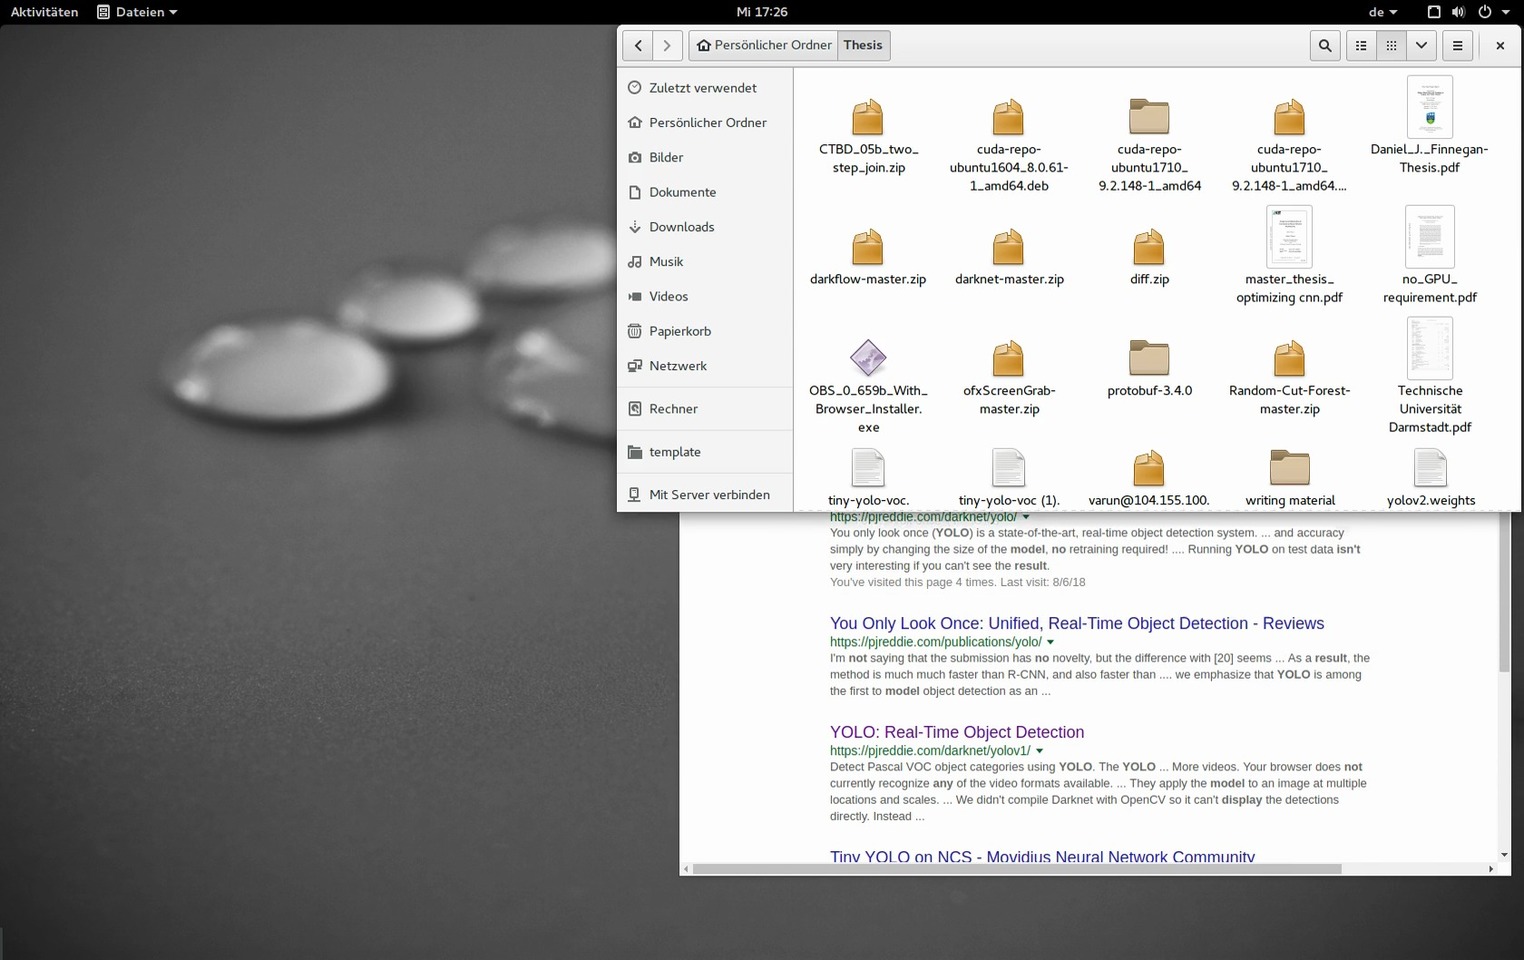 Aktivitäten
Dateien
Mi 17:26
de
Persönlicher Ordner
Thesis
Zuletzt verwendet
Persönlicher Ordner
Bilder
Dokumente
Downloads
Musik
Videos
Papierkorb
Netzwerk
Rechner
template
Mit Server verbinden
CTBD_05b_two_
step_join.zip
cuda-repo-
ubuntu1604_8.0.61-
1_amd64.deb
cuda-repo-
ubuntu1710_
9.2.148-1_amd64
cuda-repo-
ubuntu1710_
9.2.148-1_amd64....
Daniel_J._Finnegan-
Thesis.pdf
darkflow-master.zip
darknet-master.zip
diff.zip
master_thesis_
optimizing cnn.pdf
no_GPU_
requirement.pdf
OBS_0_659b_With_
Browser_Installer.
exe
ofxScreenGrab-
master.zip
protobuf-3.4.0
Random-Cut-Forest-
master.zip
Technische
Universität
Darmstadt.pdf
tiny-yolo-voc.
tiny-yolo-voc (1).
varun@104.155.100.
writing material
yolov2.weights
https://pjreddie.com/darknet/yolo/
You only look once (YOLO) is a state-of-the-art, real-time object detection system. ... and accuracy
simply by changing the size of the model, no retraining required! .... Running YOLO on test data isn't
very interesting if you can't see the result.
You've visited this page 4 times. Last visit: 8/6/18
You Only Look Once: Unified, Real-Time Object Detection - Reviews
https://pjreddie.com/publications/yolo/
I'm not saying that the submission has no novelty, but the difference with [20] seems ... As a result, the
method is much much faster than R-CNN, and also faster than .... we emphasize that YOLO is among
the first to model object detection as an ...
YOLO: Real-Time Object Detection
https://pjreddie.com/darknet/yolov1/
Detect Pascal VOC object categories using YOLO. The YOLO ... More videos. Your browser does not
currently recognize any of the video formats available. ... They apply the model to an image at multiple
locations and scales. ... We didn't compile Darknet with OpenCV so it can't display the detections
directly. Instead ...
Tiny YOLO on NCS - Movidius Neural Network Community